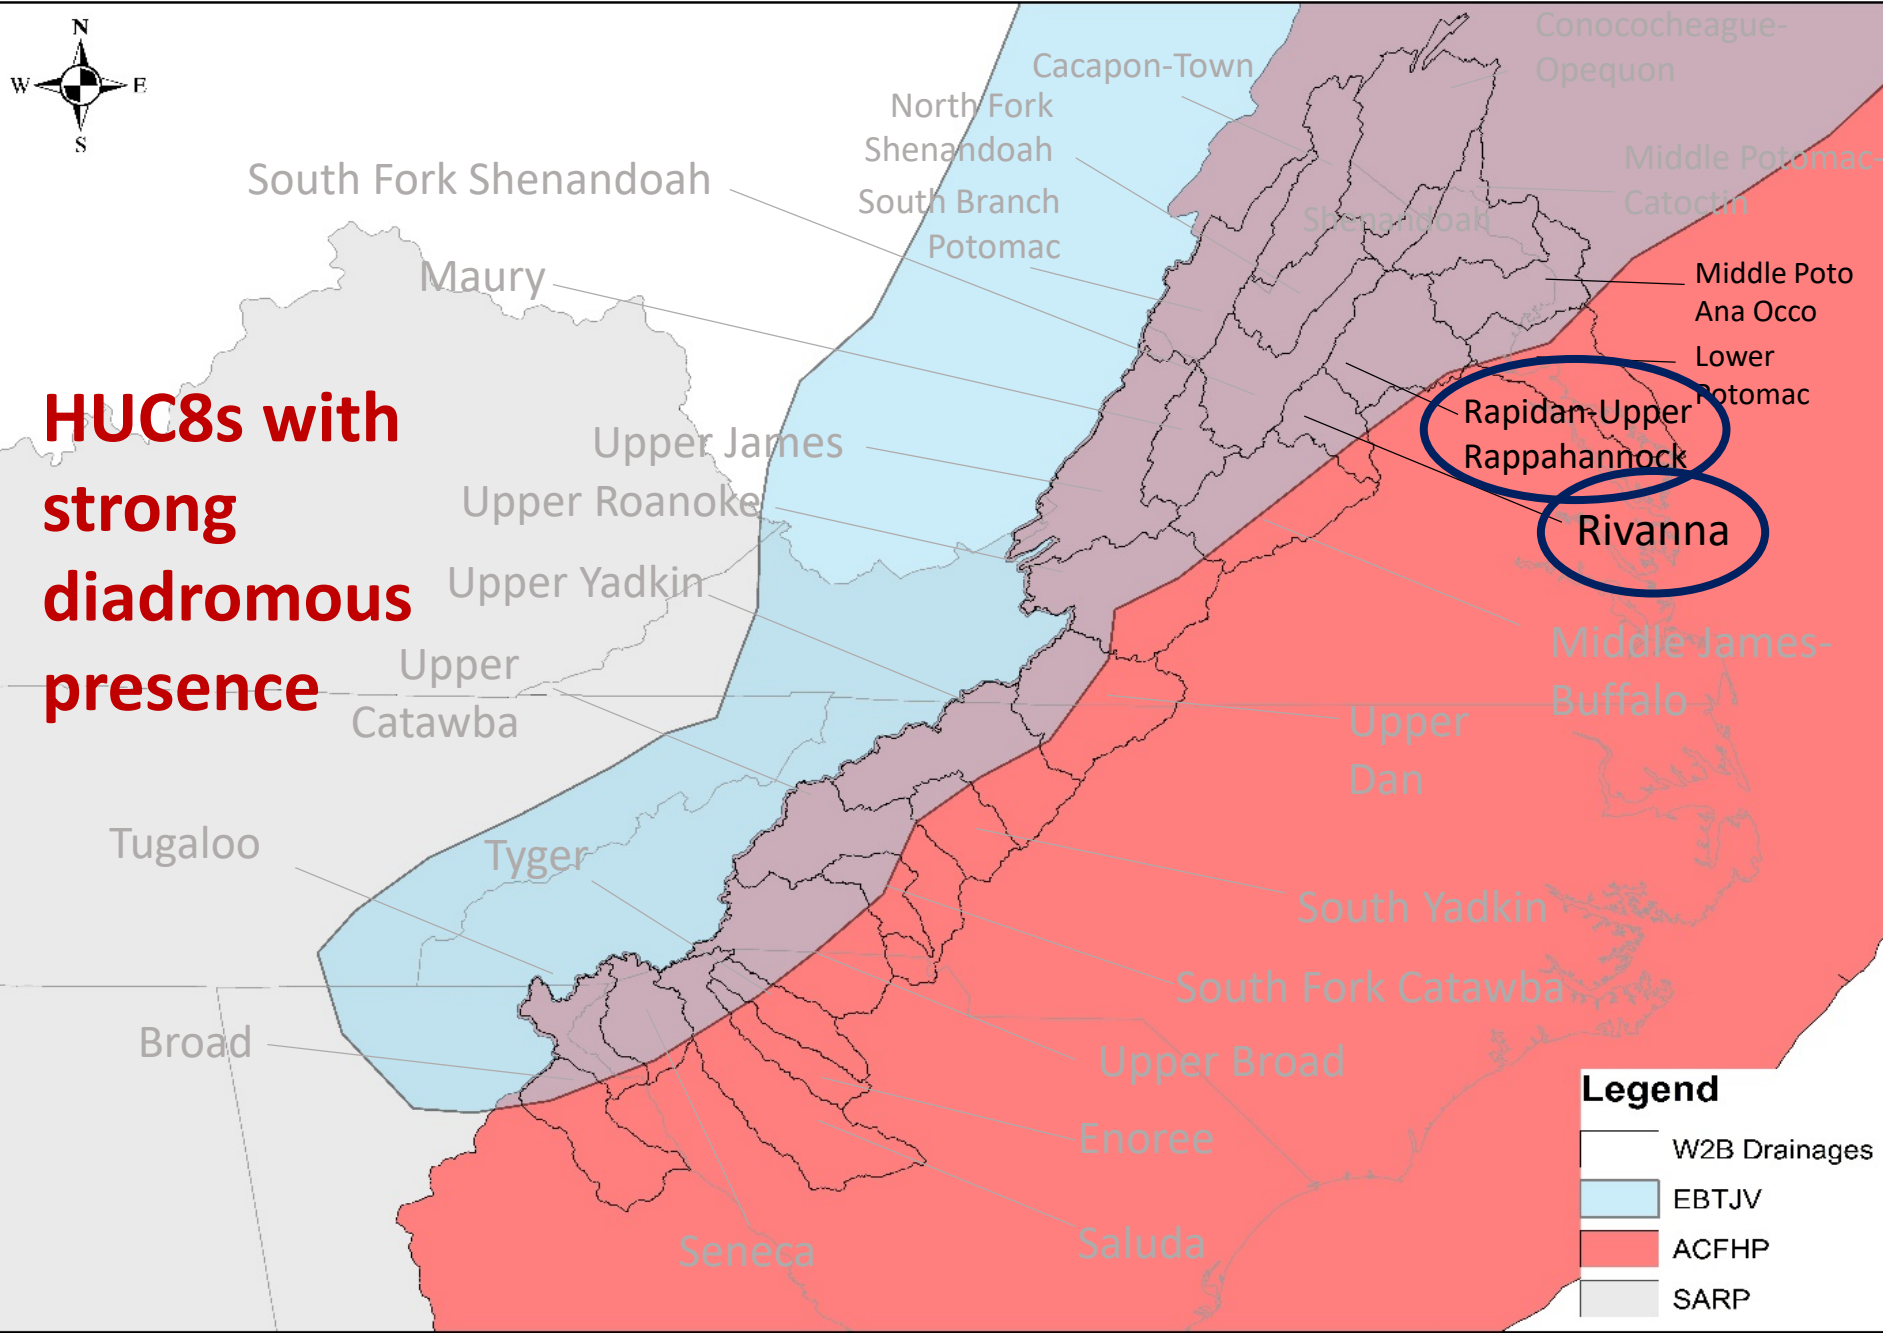 N
W
E
S
Conococheague-
Opequon
Cacapon-Town
North Fork
Shenandoah
Middle Potomac-
Catoctin
South Fork Shenandoah
South Branch
Potomac
Shenandoah
Maury
Middle Poto
Ana Occo
Lower
Potomac
HUC8s with
strong
diadromous
presence
Rapidan-Upper
Rappahannock
Upper James
Upper Roanoke
Rivanna
Upper Yadkin
Upper
Catawba
Middle James-
Buffalo
Upper
Dan
Tugaloo
Tyger
South Yadkin
South Fork Catawba
Broad
Upper Broad
Enoree
Saluda
Seneca
Legend
W2B Drainages
EBTJV
ACFHP
SARP